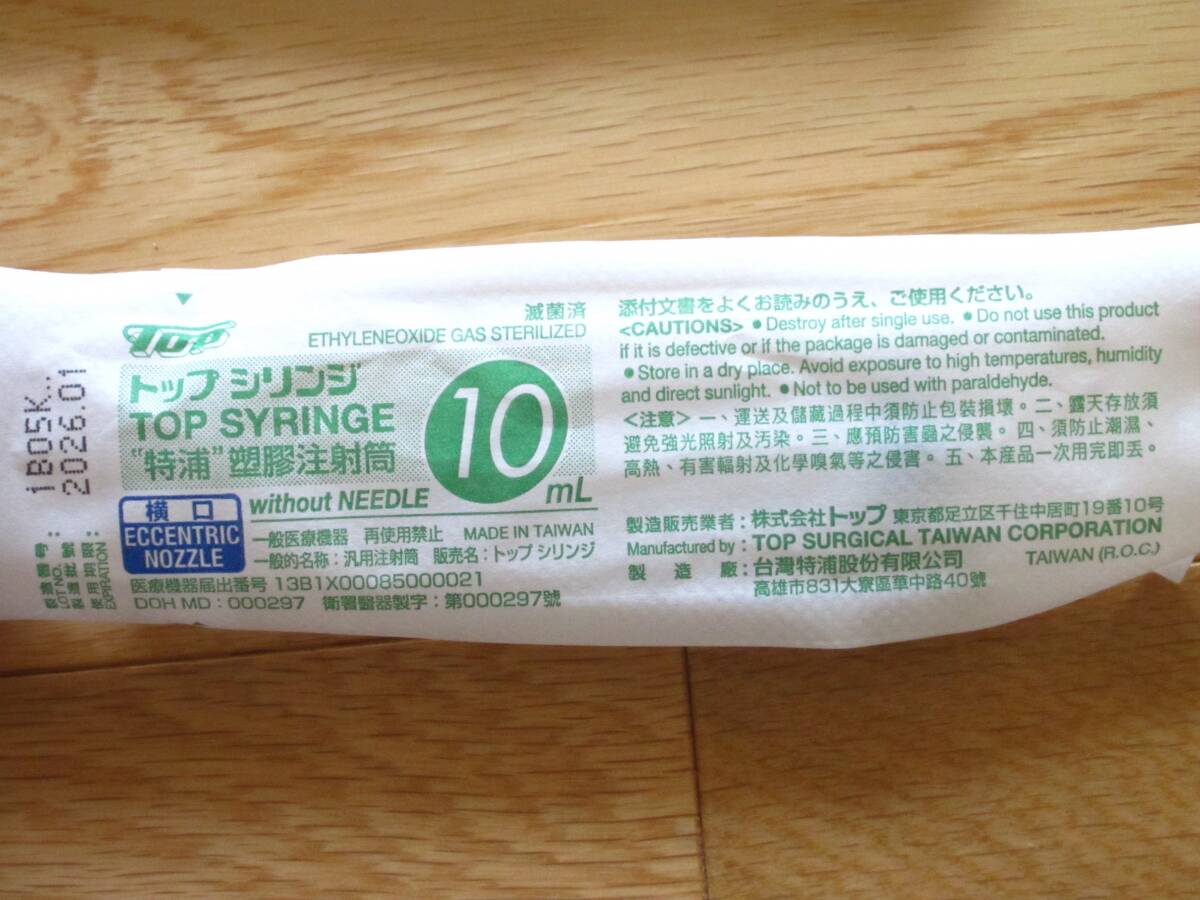 TOP
滅菌済
ETHYLENEOXIDE GAS STERILIZED
トップ シリンジ
TOP SYRINGE
"特浦"塑膠注射筒
10
mL
横口
ECCENTRIC
NOZZLE
without NEEDLE
一般医療機器 再使用禁止 MADE IN TAIWAN
一般的名称:汎用注射筒 販売名:トップ シリンジ
医療機器届出番号 13B1X00085000021
DOH MD:000297 衛署醫器製字:第000297號
添付文書をよくお読みのうえ、ご使用ください。
<CAUTIONS> ●Destroy after single use. ●Do not use this product
if it is defective or if the package is damaged or contaminated.
●Store in a dry place. Avoid exposure to high temperatures, humidity
and direct sunlight. ●Not to be used with paraldehyde.
<注意> 一、運送及儲藏過程中須防止包裝損壞。二、露天存放須
避免強光照射及汚染。三、應預防害蟲之侵襲。四、須防止潮濕、
高熱、有害輻射及化學嗅氣等之侵害。五、本產品一次用完即丟。
製造販売業者:株式会社トップ 東京都足立区千住中居町19番10号
Manufactured by:TOP SURGICAL TAIWAN CORPORATION
製造廠:台灣特浦股份有限公司 TAIWAN (R.O.C.)
高雄市831大寮區華中路40號
製造番号:
LOT NO.
製造批號
1B05K..
使用期限:
EXPIRATION
2026.01